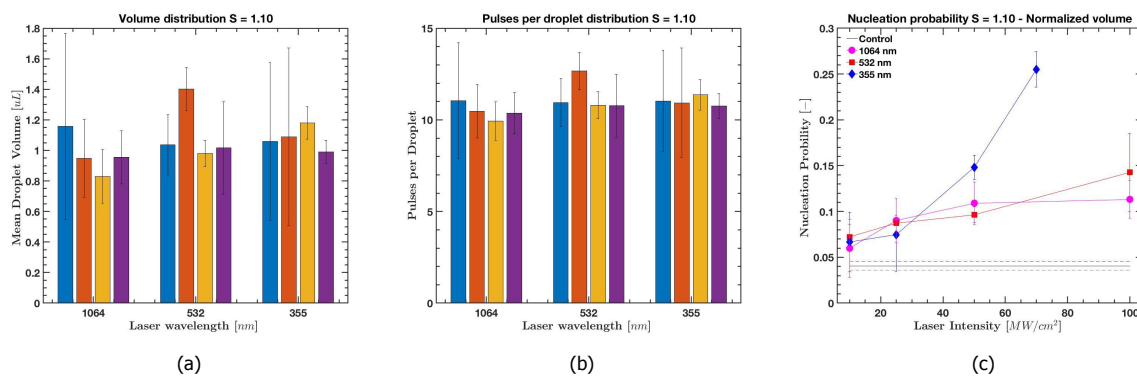 Volume distribution S = 1.10
Mean Droplet Volume [uL]
1.8
1.6
1.4
1.2
1
0.8
0.6
0.4
0.2
0
1064
532
355
Laser wavelength [nm]
(a)
Pulses per droplet distribution S = 1.10
Pulses per Droplet
15
10
5
0
1064
532
355
Laser wavelength [nm]
(b)
Nucleation probability S = 1.10 - Normalized volume
Nucleation Probility [−]
0.3
0.25
0.2
0.15
0.1
0.05
0
Control
1064 nm
532 nm
355 nm
20
40
60
80
100
Laser Intensity [MW/cm²]
(c)